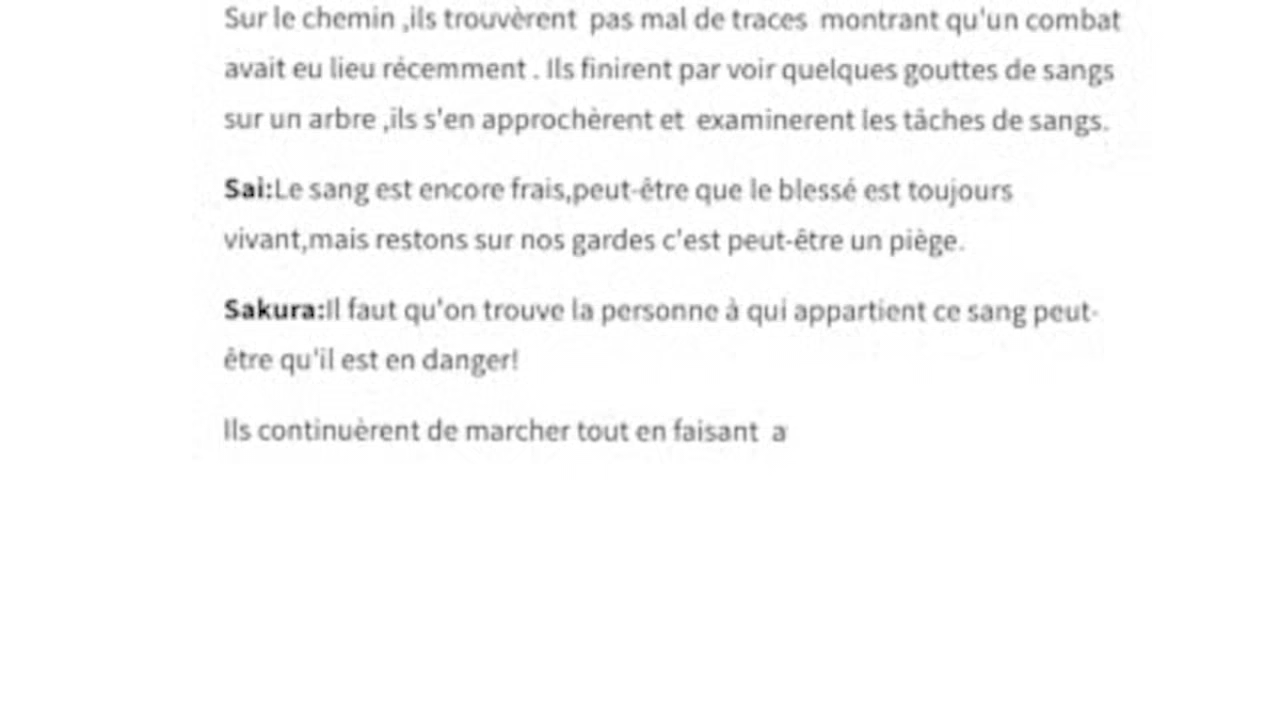 Sur le chemin ,ils trouvèrent  pas mal de traces  montrant qu'un combat
avait eu lieu récemment . Ils finirent par voir quelques gouttes de sangs
sur un arbre ,ils s'en approchèrent et  examinerent les tâches de sangs.
Sai:Le sang est encore frais,peut-être que le blessé est toujours
vivant,mais restons sur nos gardes c'est peut-être un piège.
Sakura:Il faut qu'on trouve la personne à qui appartient ce sang peut-
être qu'il est en danger!
Ils continuèrent de marcher tout en faisant  a